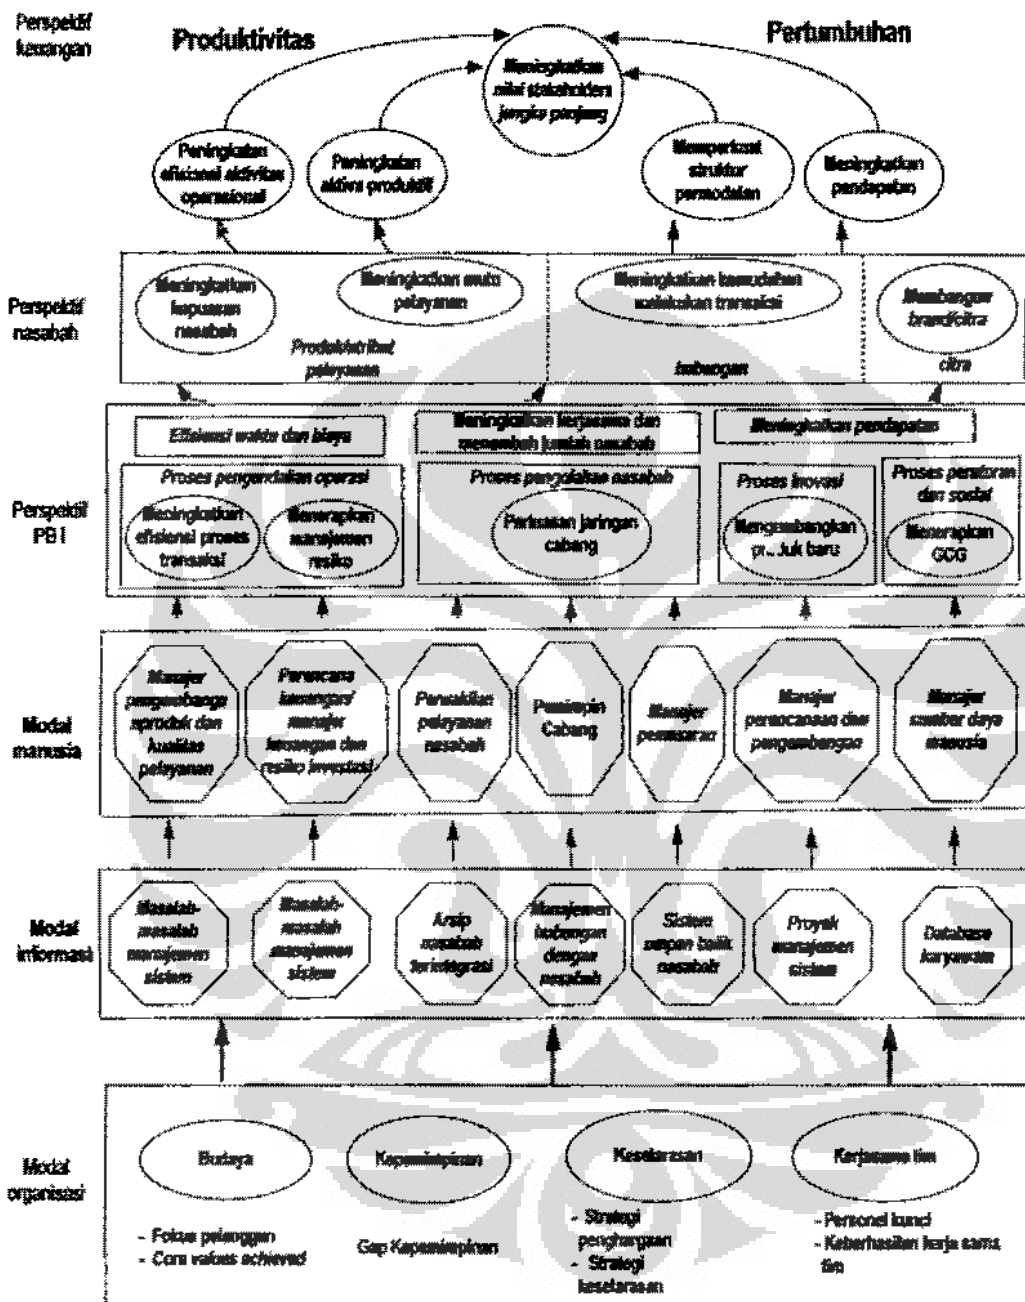 Perspektif
keuangan
Produktivitas
Pertumbuhan
Meningkatkan
nilai stakeholders
jangka panjang
Peningkatan
efisiensi aktivitas
operasional
Peningkatan
aktiva produktif
Memperkuat
struktur
permodalan
Meningkatkan
pendapatan
Perspektif
nasabah
Meningkatkan
kepuasan
nasabah
Meningkatkan mutu
pelayanan
Meningkatkan kemudahan
melakukan transaksi
Membangun
brand/citra
Produk/atribut
pelayanan
hubungan
citra
Efisiensi waktu dan biaya
Meningkatkan kerjasama dan
menambah jumlah nasabah
Meningkatkan pendapatan
Perspektif
PBI
Proses pengendalian operasi
Proses pengolahan nasabah
Proses inovasi
Proses peraturan
dan sosial
Meningkatkan
efisiensi proses
transaksi
Menerapkan
manajemen
resiko
Perluasan jaringan
cabang
Mengembangkan
pr...duk baru
Menerapkan
GCG
Modal
manusia
Manajer
pengembanga
nproduk dan
kualitas
pelayanan
Perencana
keuangan/
manajer
keuangan dan
resiko investasi
Perwakilan
pelayanan
nasabah
Pemimpin
Cabang
Manajer
pemasaran
Manajer
perencanaan dan
pengembangan
Manajer
sumber daya
manusia
Modal
informasi
Masalah-
masalah
manajemen
sistem
Masalah-
masalah
manajemen
sistem
Arsip
nasabah
terintegrasi
Manajemen
hubungan
dengan
nasabah
Sistem
umpan balik
nasabah
Proyek
manajemen
sistem
Database
karyawan
Modal
organisasi
Budaya
Kepemimpinan
Keselarasan
Kerjasama tim
- Fokus pelanggan
- Core values achieved
Gap Kepemimpinan
- Strategi
penghargaan
- Strategi
keselarasan
- Personel kunci
- Keberhasilan kerja sama
tim